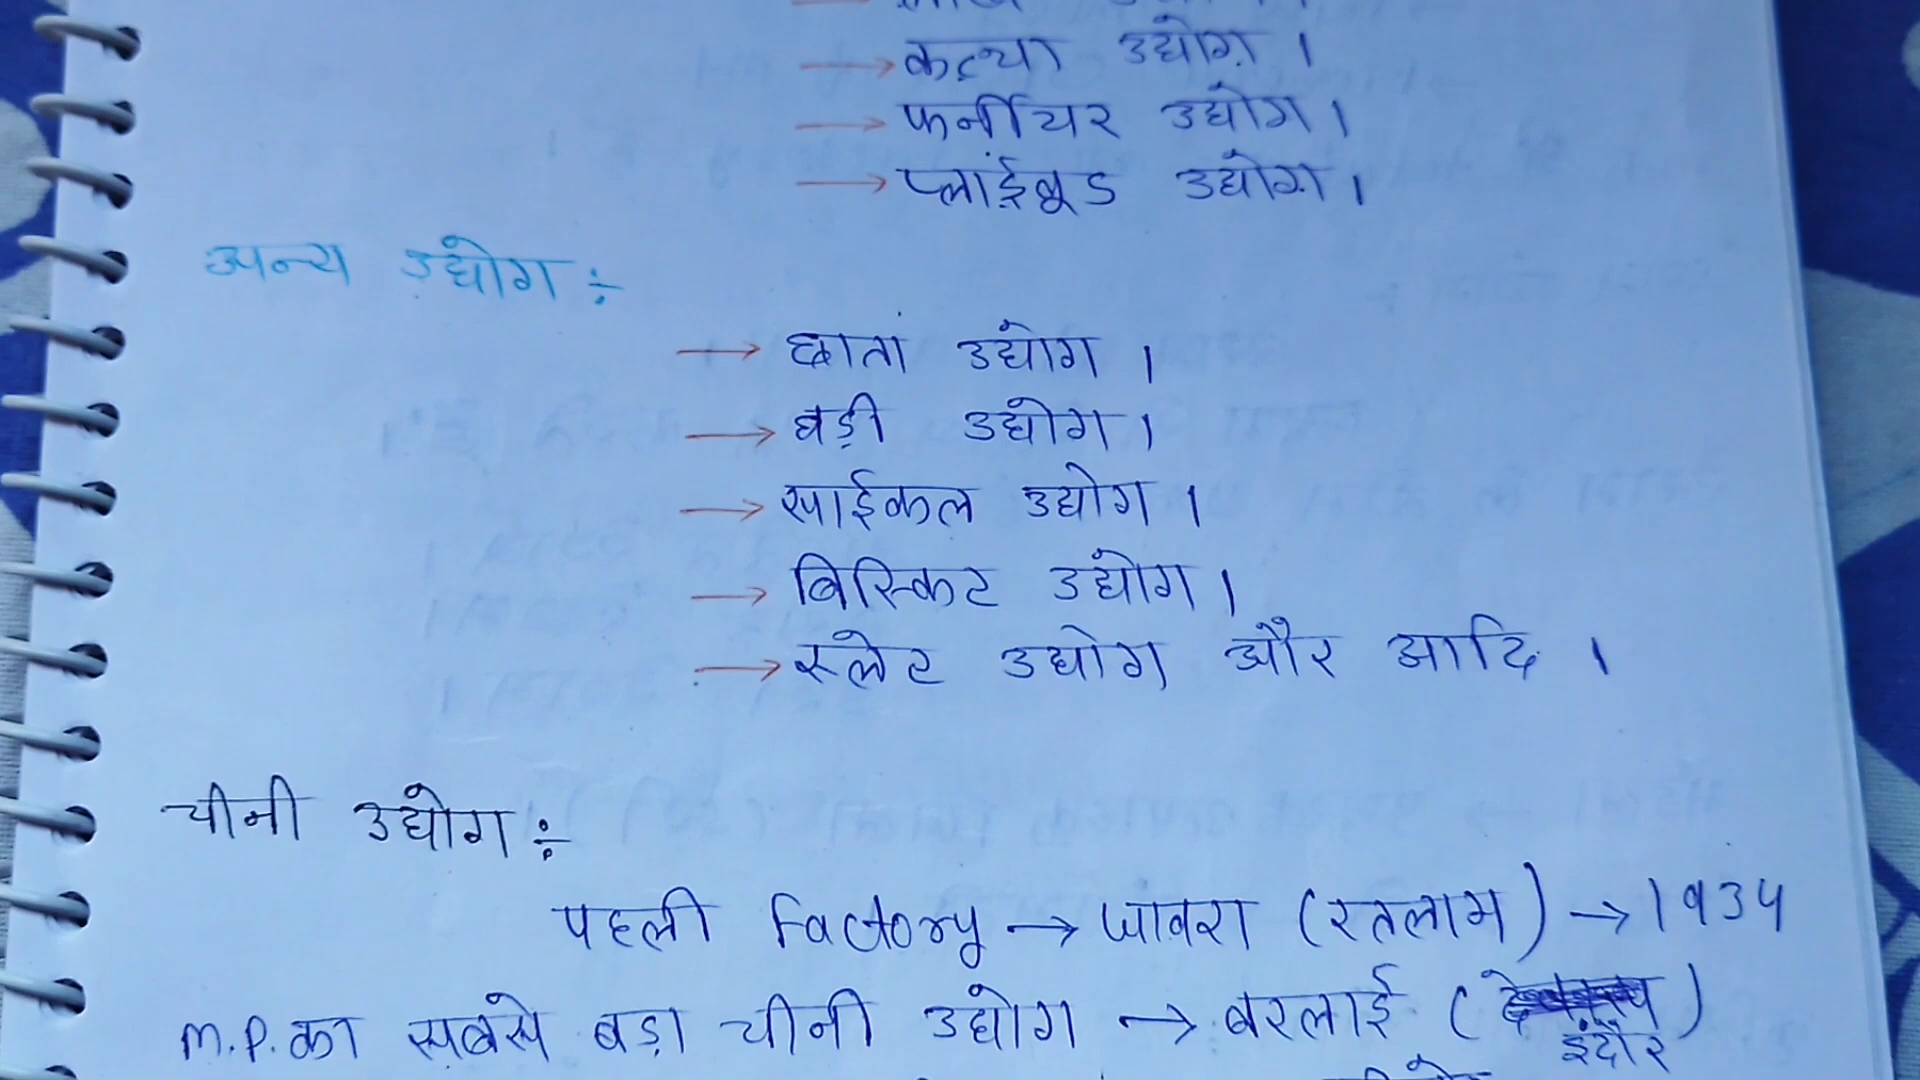 → कत्था उद्योग ।
→ फर्नीचर उद्योग ।
→ प्लाईवूड उद्योग ।
अन्य उद्योग ÷
→ छाता उद्योग ।
→ घड़ी उद्योग ।
→ साईकल उद्योग ।
→ बिस्किट उद्योग ।
→ स्लेट उद्योग और आदि ।
चीनी उद्योग ÷
पहली Factory → जावरा (रतलाम) → 1934
M.P. का सबसे बड़ा चीनी उद्योग → बरलाई ( इंदौर )